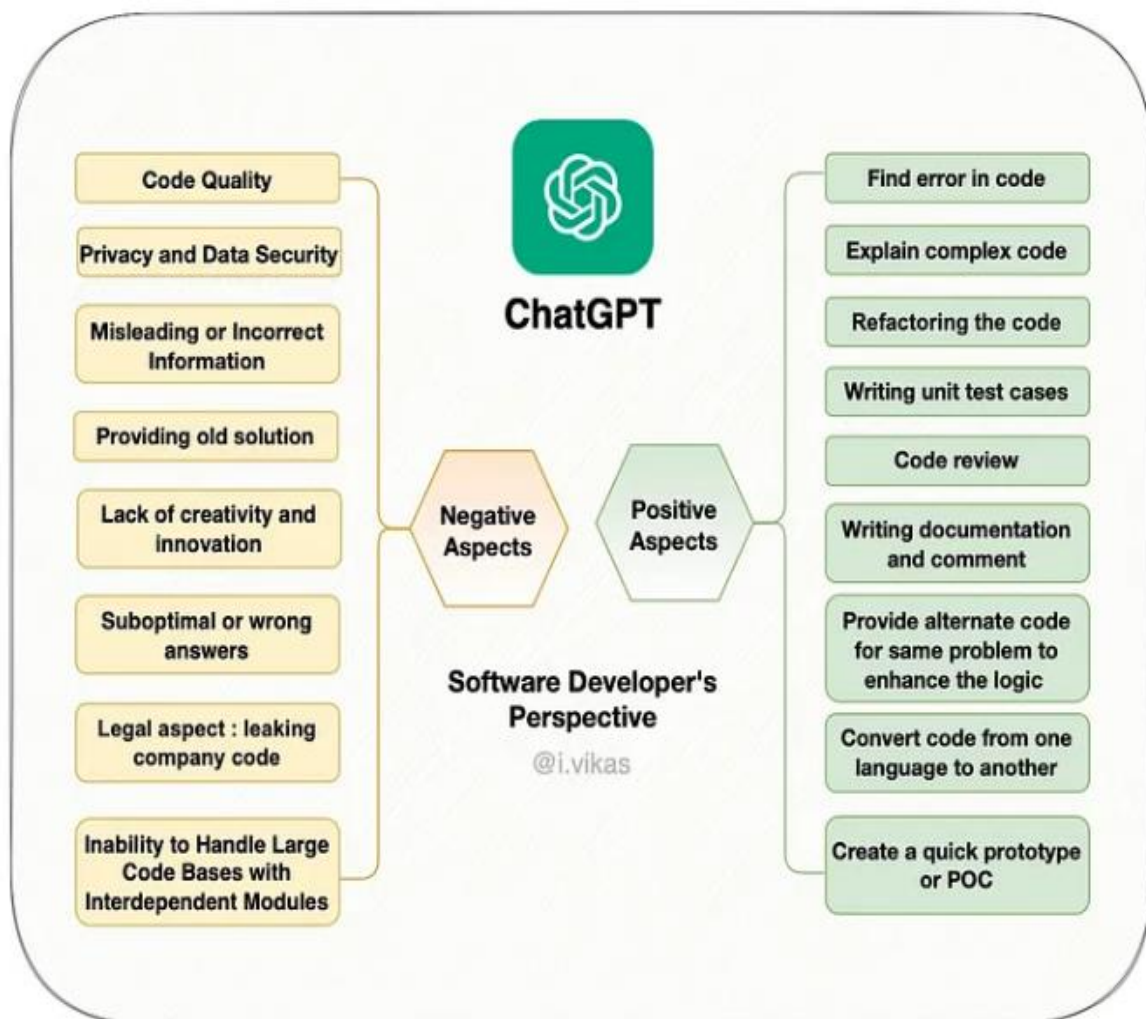 ChatGPT
Code Quality
Privacy and Data Security
Misleading or Incorrect
Information
Providing old solution
Lack of creativity and
innovation
Suboptimal or wrong
answers
Legal aspect : leaking
company code
Inability to Handle Large
Code Bases with
Interdependent Modules
Negative
Aspects
Positive
Aspects
Software Developer's
Perspective
@i.vikas
Find error in code
Explain complex code
Refactoring the code
Writing unit test cases
Code review
Writing documentation
and comment
Provide alternate code
for same problem to
enhance the logic
Convert code from one
language to another
Create a quick prototype
or POC